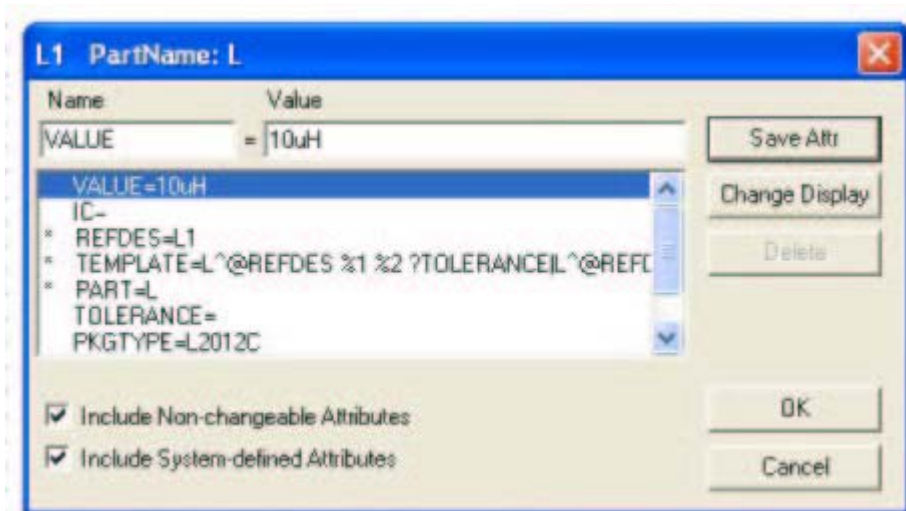 L1 PartName: L
Name Value
VALUE = 10uH
Save Attr
VALUE=10uH
Change Display
IC=
* REFDES=L1
Delete
* TEMPLATE=L^@REFDES %1 %2 ?TOLERANCE|L^@REFD
* PART=L
TOLERANCE=
PKGTYPE=L2012C
Include Non-changeable Attributes
OK
Include System-defined Attributes
Cancel